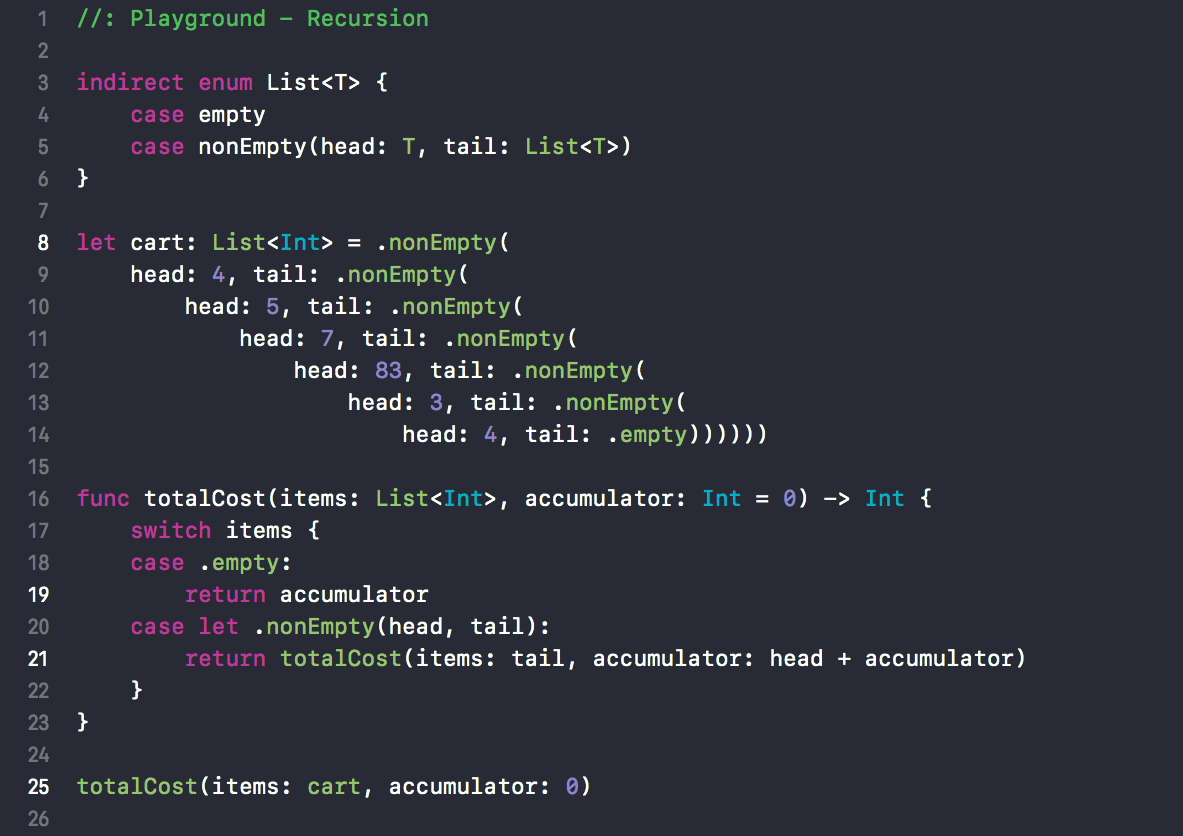 1 //: Playground – Recursion
2
3 indirect enum List<T> {
4     case empty
5     case nonEmpty(head: T, tail: List<T>)
6 }
7
8 let cart: List<Int> = .nonEmpty(
9     head: 4, tail: .nonEmpty(
10         head: 5, tail: .nonEmpty(
11             head: 7, tail: .nonEmpty(
12                 head: 83, tail: .nonEmpty(
13                     head: 3, tail: .nonEmpty(
14                         head: 4, tail: .empty))))))
15
16 func totalCost(items: List<Int>, accumulator: Int = 0) -> Int {
17     switch items {
18     case .empty:
19         return accumulator
20     case let .nonEmpty(head, tail):
21         return totalCost(items: tail, accumulator: head + accumulator)
22     }
23 }
24
25 totalCost(items: cart, accumulator: 0)
26